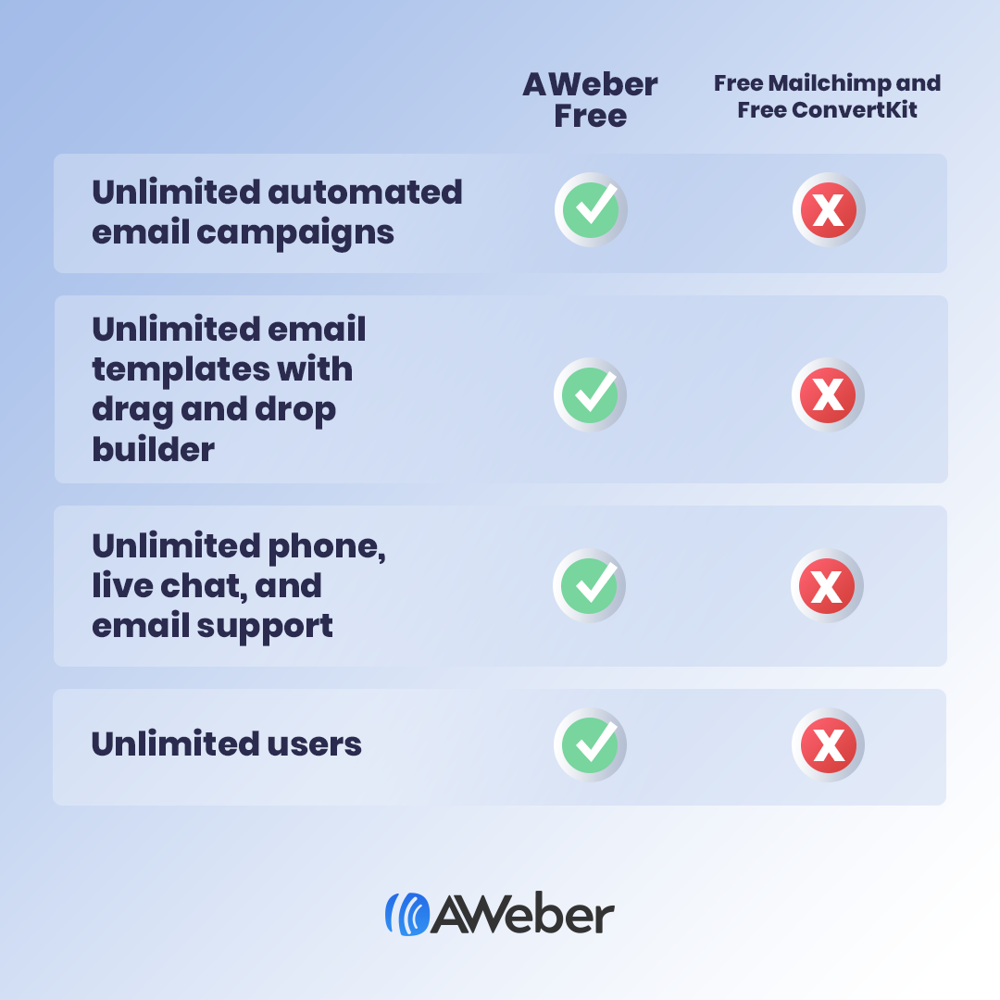 AWeber
Free
Free Mailchimp and
Free ConvertKit
Unlimited automated
email campaigns
Unlimited email
templates with
drag and drop
builder
Unlimited phone,
live chat, and
email support
Unlimited users
AWeber